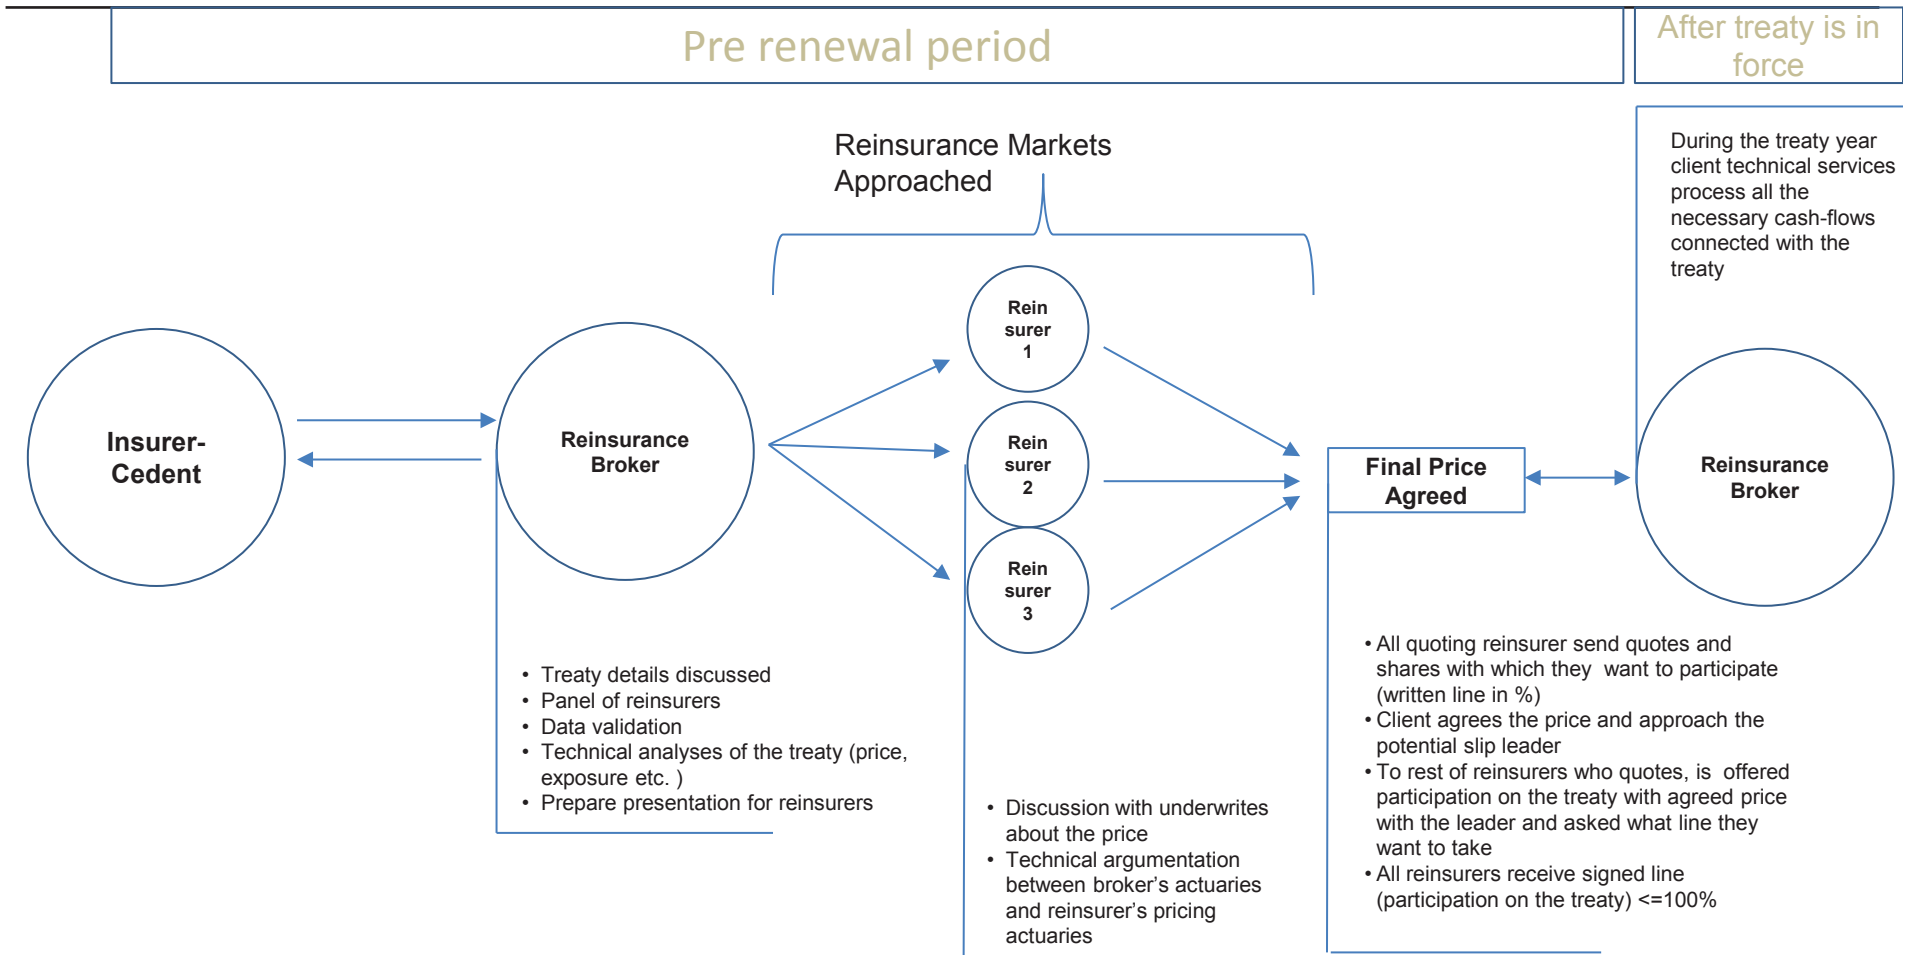 Pre renewal period
After treaty is in
force
Reinsurance Markets
Approached
During the treaty year
client technical services
process all the
necessary cash-flows
connected with the
treaty
Insurer-
Cedent
Reinsurance
Broker
Rein
surer
1
Rein
surer
2
Rein
surer
3
Final Price
Agreed
Reinsurance
Broker
• Treaty details discussed
• Panel of reinsurers
• Data validation
• Technical analyses of the treaty (price,
exposure etc. )
• Prepare presentation for reinsurers
• Discussion with underwrites
about the price
• Technical argumentation
between broker's actuaries
and reinsurer's pricing
actuaries
• All quoting reinsurer send quotes and
shares with which they want to participate
(written line in %)
• Client agrees the price and approach the
potential slip leader
• To rest of reinsurers who quotes, is offered
participation on the treaty with agreed price
with the leader and asked what line they
want to take
• All reinsurers receive signed line
(participation on the treaty) <=100%